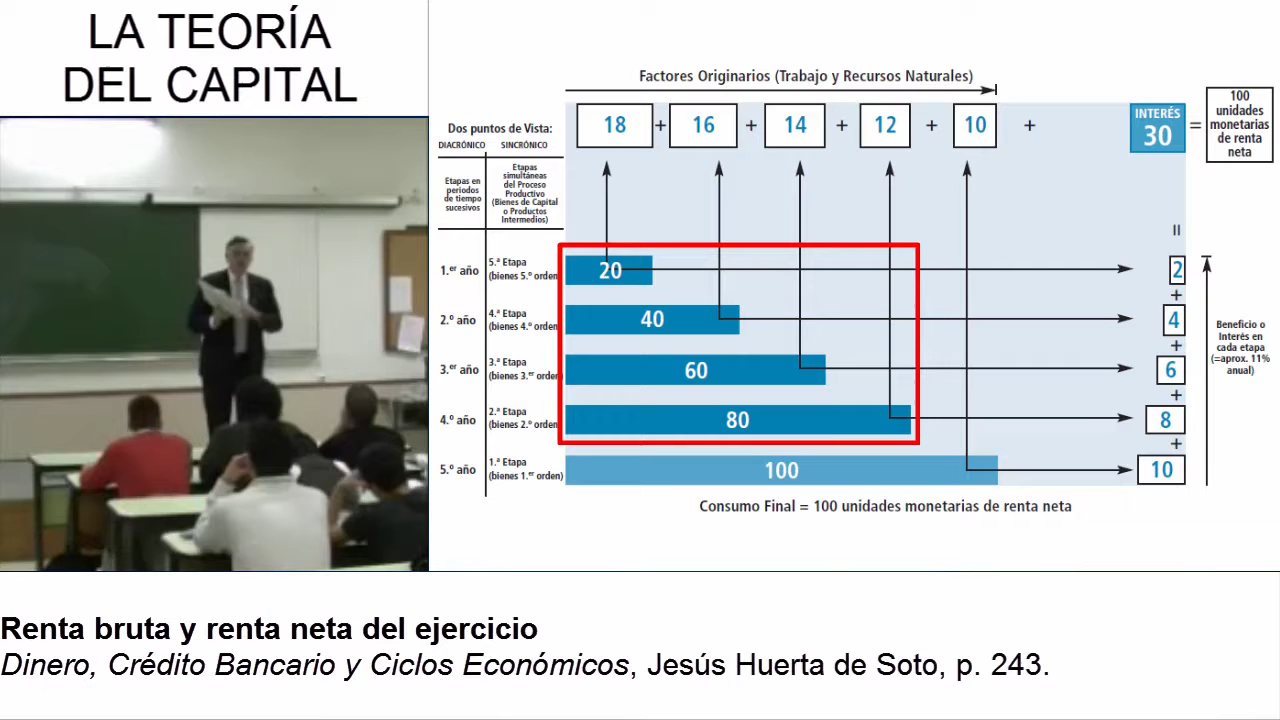 LA TEORÍA
DEL CAPITAL
Factores Originarios (Trabajo y Recursos Naturales)
Dos puntos de Vista:
DIACRÓNICO
SINCRÓNICO
18 + 16 + 14 + 12 + 10 +
INTERÉS
30
=
100
unidades
monetarias
de renta
neta
Etapas en
periodos
de tiempo
sucesivos
Etapas
simultáneas
del Proceso
Productivo
(Bienes de Capital
o Productos
Intermedios)
=
1.er año
5.ª Etapa
(bienes 5.º orden
20
2
+
2.º año
4.ª Etapa
(bienes 4.º orden
40
4
+
3.er año
3.ª Etapa
(bienes 3.er orden
60
6
+
4.º año
2.ª Etapa
(bienes 2.º orden
80
8
+
5.º año
1.ª Etapa
(bienes 1.er orden)
100
10
Beneficio o
Interés en
cada etapa
(=aprox. 11%
anual)
Consumo Final = 100 unidades monetarias de renta neta
Renta bruta y renta neta del ejercicio
Dinero, Crédito Bancario y Ciclos Económicos, Jesús Huerta de Soto, p. 243.